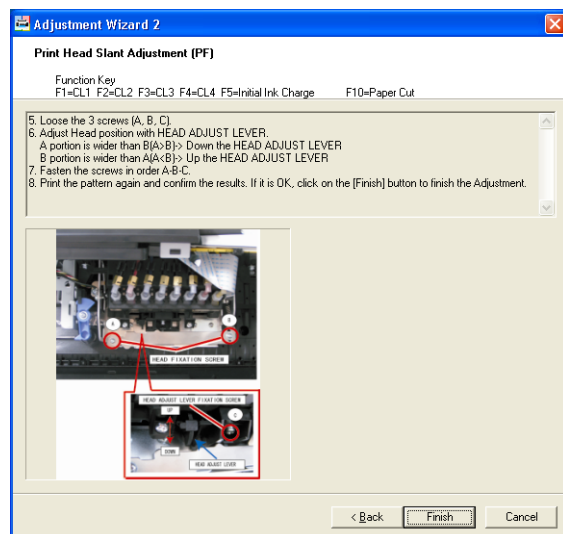 Adjustment Wizard 2
Print Head Slant Adjustment (PF)
Function Key
F1=CL1 F2=CL2 F3=CL3 F4=CL4 F5=Initial Ink Charge F10=Paper Cut
5. Loose the 3 screws (A, B, C).
6. Adjust Head position with HEAD ADJUST LEVER.
A portion is wider than B(A>B)-> Down the HEAD ADJUST LEVER
B portion is wider than A(A<B)-> Up the HEAD ADJUST LEVER
7. Fasten the screws in order A-B-C.
8. Print the pattern again and confirm the results. If it is OK, click on the [Finish] button to finish the Adjustment.
A
B
HEAD FIXATION SCREW
HEAD ADJUST LEVER FIXATION SCREW
UP
C
DOWN
HEAD ADJUST LEVER
< Back
Finish
Cancel